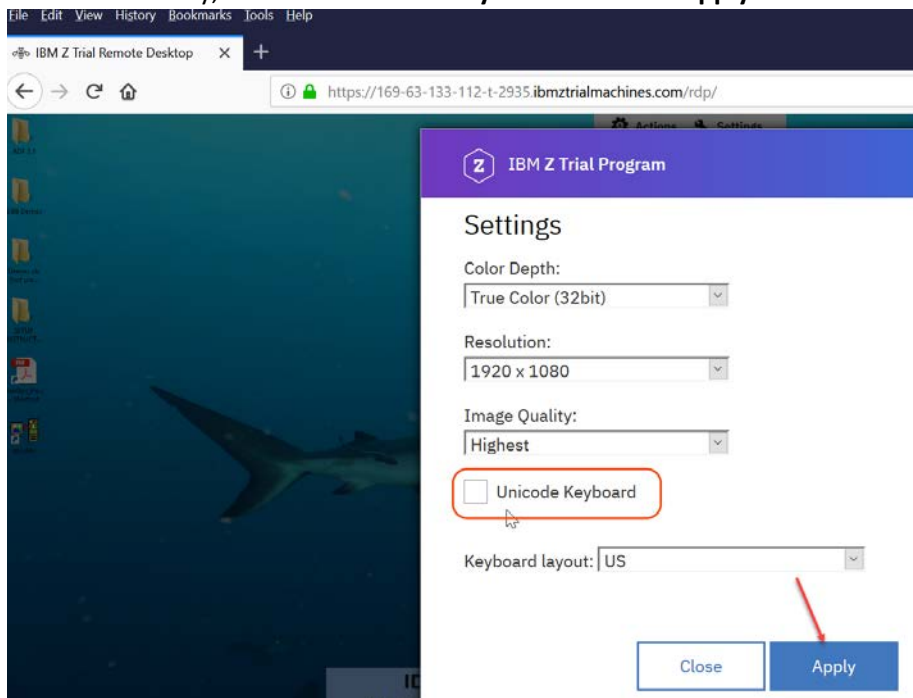 File Edit View History Bookmarks Tools Help
IBM Z Trial Remote Desktop
https://169-63-133-112-t-2935.ibmztrialmachines.com/rdp/
Actions Settings
Z IBM Z Trial Program
Settings
Color Depth:
True Color (32bit)
Resolution:
1920 x 1080
Image Quality:
Highest
Unicode Keyboard
Keyboard layout: US
Close Apply